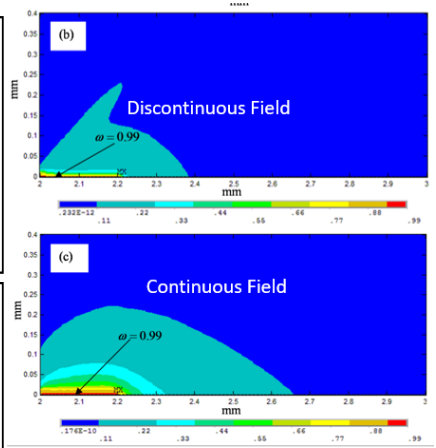 0.4
(b)
0.35
0.3
0.25
mm
0.2
Discontinuous Field
0.15
ω = 0.99
0.1
0.05
0
2 2.1 2.2 2.3 2.4 2.5 2.6 2.7 2.8 2.9 3
mm
.232E-12 .22 .44 .66 .88
.11 .33 .55 .77 .99
0.4
(c)
0.35
0.3
Continuous Field
0.25
mm
0.2
0.15
ω = 0.99
0.1
0.05
0
2 2.1 2.2 2.3 2.4 2.5 2.6 2.7 2.8 2.9 3
mm
.176E-10 .22 .44 .66 .88
.11 .33 .55 .77 .99